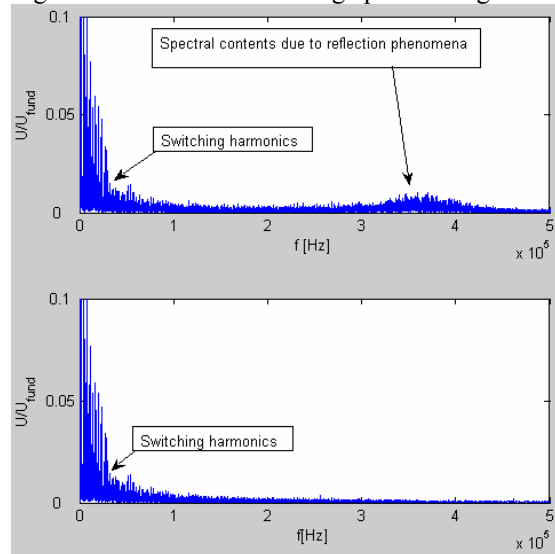 Spectral contents due to reflection phenomena
Switching harmonics
U/U_fund
0.1
0.05
0
0 1 2 3 4 5
x 10^5
f [Hz]
Switching harmonics
U/U_fund
0.1
0.05
0
0 1 2 3 4 5
x 10^5
f[Hz]